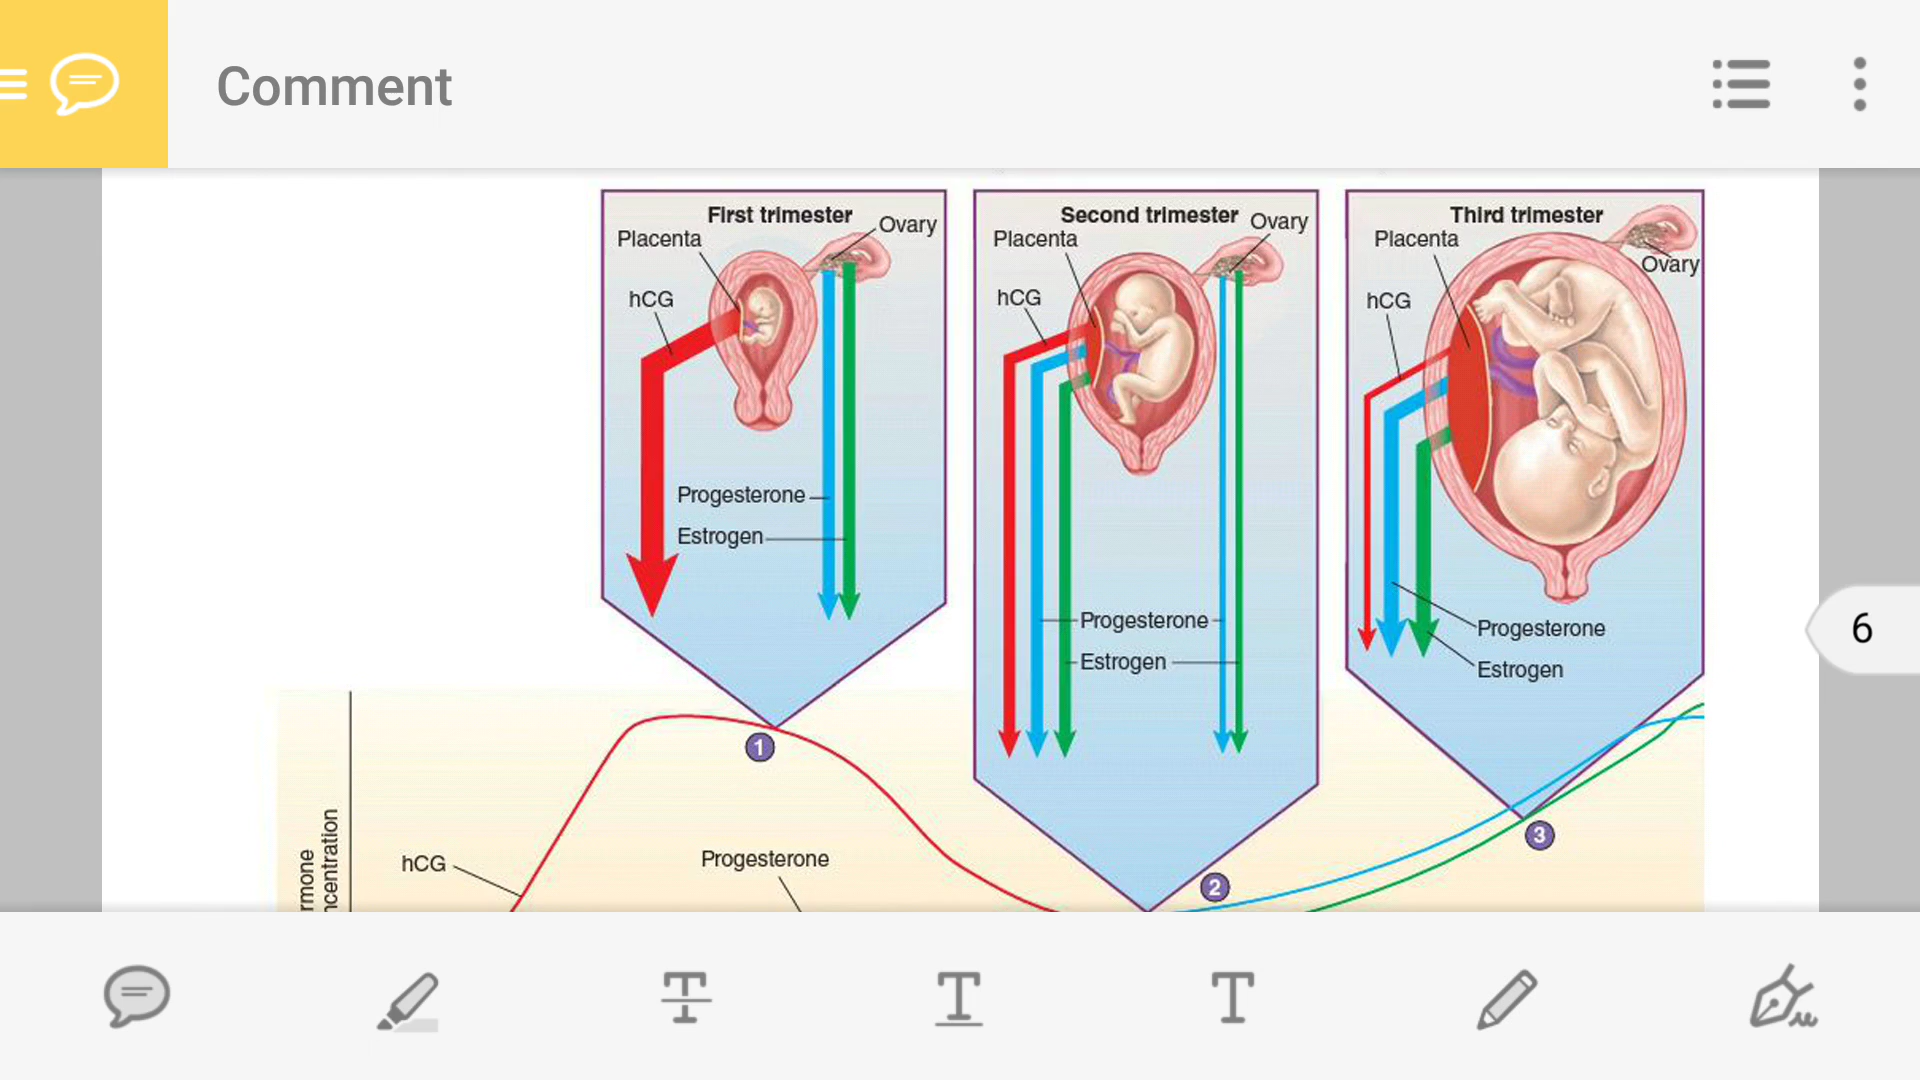 Comment
First trimester
Ovary
Placenta
hCG
Progesterone
Estrogen
Second trimester
Ovary
Placenta
hCG
Progesterone
Estrogen
Third trimester
Placenta
Ovary
hCG
Progesterone
Estrogen
6
1
2
3
hCG
Progesterone
rmone
ncentration
T
T
T